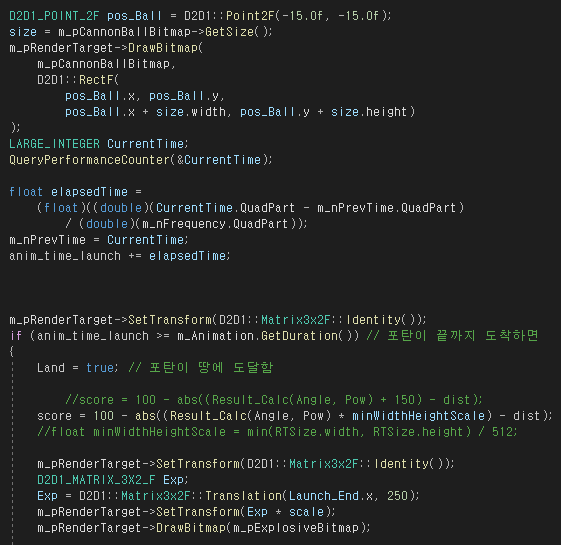 D2D1_POINT_2F pos_Ball = D2D1::Point2F(-15.0f, -15.0f);
size = m_pCannonBallBitmap->GetSize();
m_pRenderTarget->DrawBitmap(
m_pCannonBallBitmap,
D2D1::RectF(
pos_Ball.x, pos_Ball.y,
pos_Ball.x + size.width, pos_Ball.y + size.height)
);
LARGE_INTEGER CurrentTime;
QueryPerformanceCounter(&CurrentTime);
float elapsedTime =
(float)((double)(CurrentTime.QuadPart - m_nPrevTime.QuadPart)
/ (double)(m_nFrequency.QuadPart));
m_nPrevTime = CurrentTime;
anim_time_launch += elapsedTime;
m_pRenderTarget->SetTransform(D2D1::Matrix3x2F::Identity());
if (anim_time_launch >= m_Animation.GetDuration()) // 포탄이 끝까지 도착하면
{
Land = true; // 포탄이 땅에 도달함
//score = 100 - abs((Result_Calc(Angle, Pow) + 150) - dist);
score = 100 - abs((Result_Calc(Angle, Pow) * minWidthHeightScale) - dist);
//float minWidthHeightScale = min(RTSize.width, RTSize.height) / 512;
m_pRenderTarget->SetTransform(D2D1::Matrix3x2F::Identity());
D2D1_MATRIX_3X2_F Exp;
Exp = D2D1::Matrix3x2F::Translation(Launch_End.x, 250);
m_pRenderTarget->SetTransform(Exp * scale);
m_pRenderTarget->DrawBitmap(m_pExplosiveBitmap);